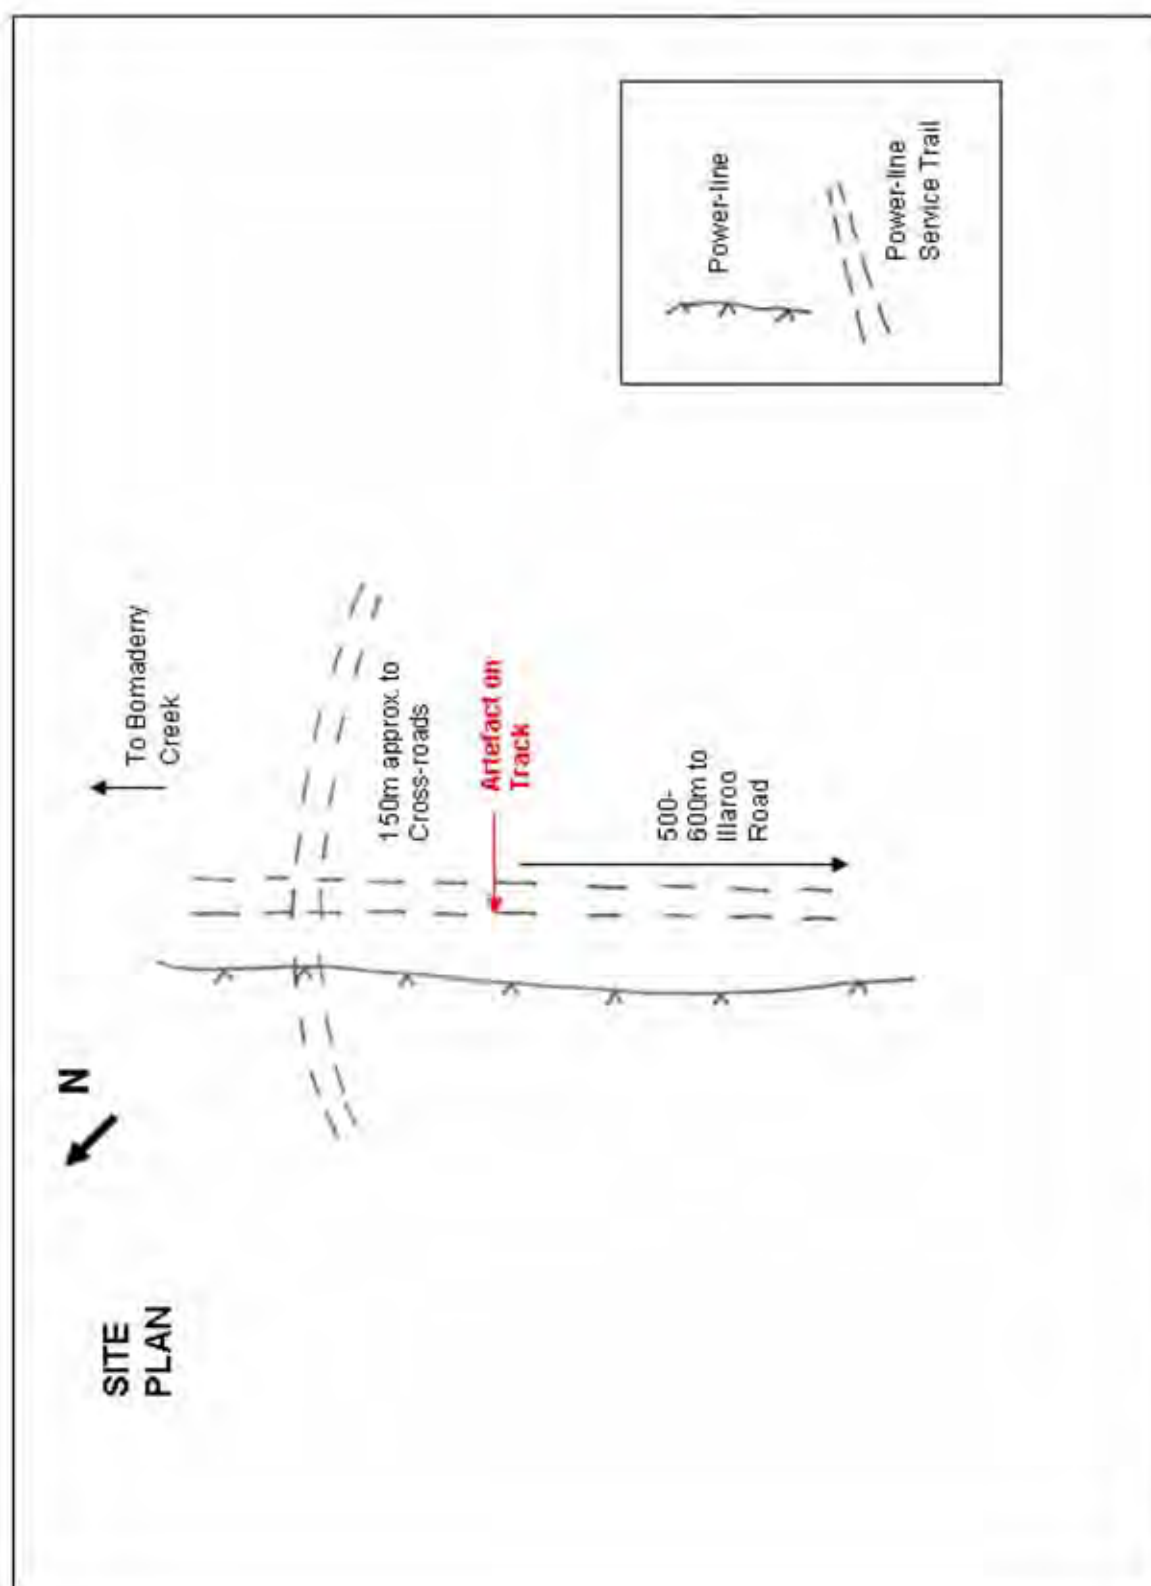 SITE
PLAN
N
To Bomaderry
Creek
150m approx. to
Cross-roads
Artefact on
Track
500-
600m to
Illaroo
Road
Power-line
Power-line
Service Trail